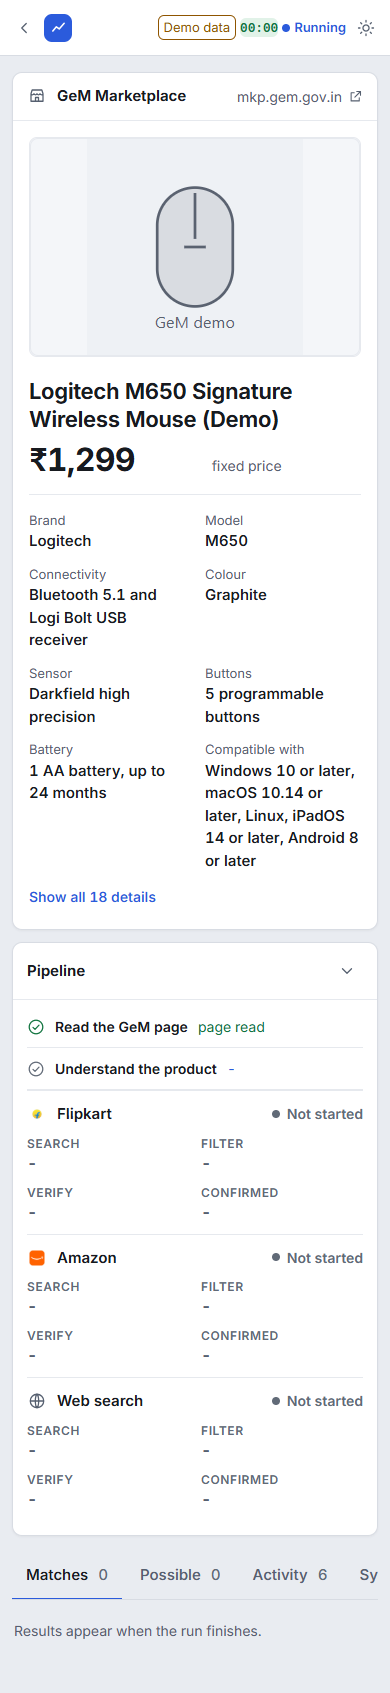 Demo data 00:00 Running
GeM Marketplace mkp.gem.gov.in
GeM demo
Logitech M650 Signature
Wireless Mouse (Demo)
₹1,299 fixed price
Brand Model
Logitech M650
Connectivity Colour
Bluetooth 5.1 and Graphite
Logi Bolt USB
receiver
Sensor Buttons
Darkfield high 5 programmable
precision buttons
Battery Compatible with
1 AA battery, up to Windows 10 or later,
24 months macOS 10.14 or
later, Linux, iPadOS
14 or later, Android 8
or later
Show all 18 details
Pipeline
Read the GeM page page read
Understand the product -
Flipkart Not started
SEARCH FILTER
- -
VERIFY CONFIRMED
- -
Amazon Not started
SEARCH FILTER
- -
VERIFY CONFIRMED
- -
Web search Not started
SEARCH FILTER
- -
VERIFY CONFIRMED
- -
Matches 0 Possible 0 Activity 6 Sy
Results appear when the run finishes.